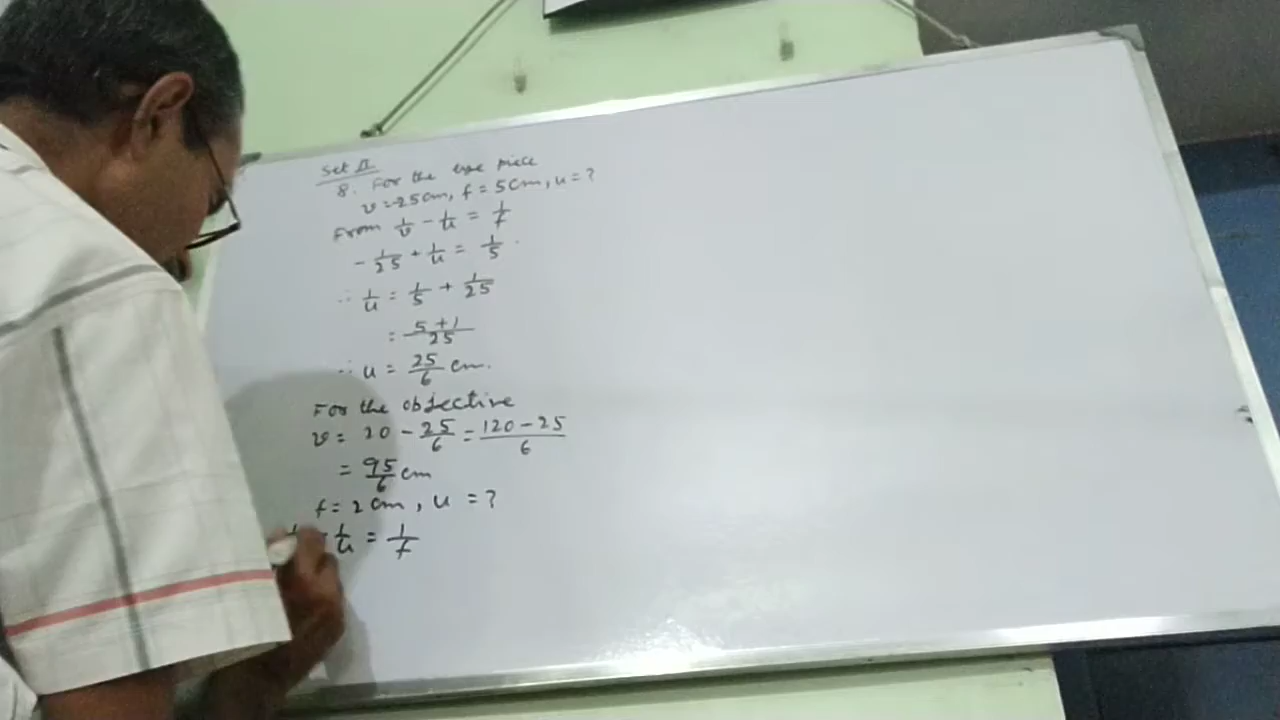 Set II
8. For the eye piece
v = -25cm, f = 5cm, u = ?
From 1/v - 1/u = 1/f
- 1/25 + 1/u = 1/5
∴ 1/u = 1/5 + 1/25
= 5+1/25
∴ u = 25/6 cm.
For the objective
v = 20 - 25/6 = 120-25/6
= 95/6 cm
f = 2cm, u = ?
1/u = 1/f